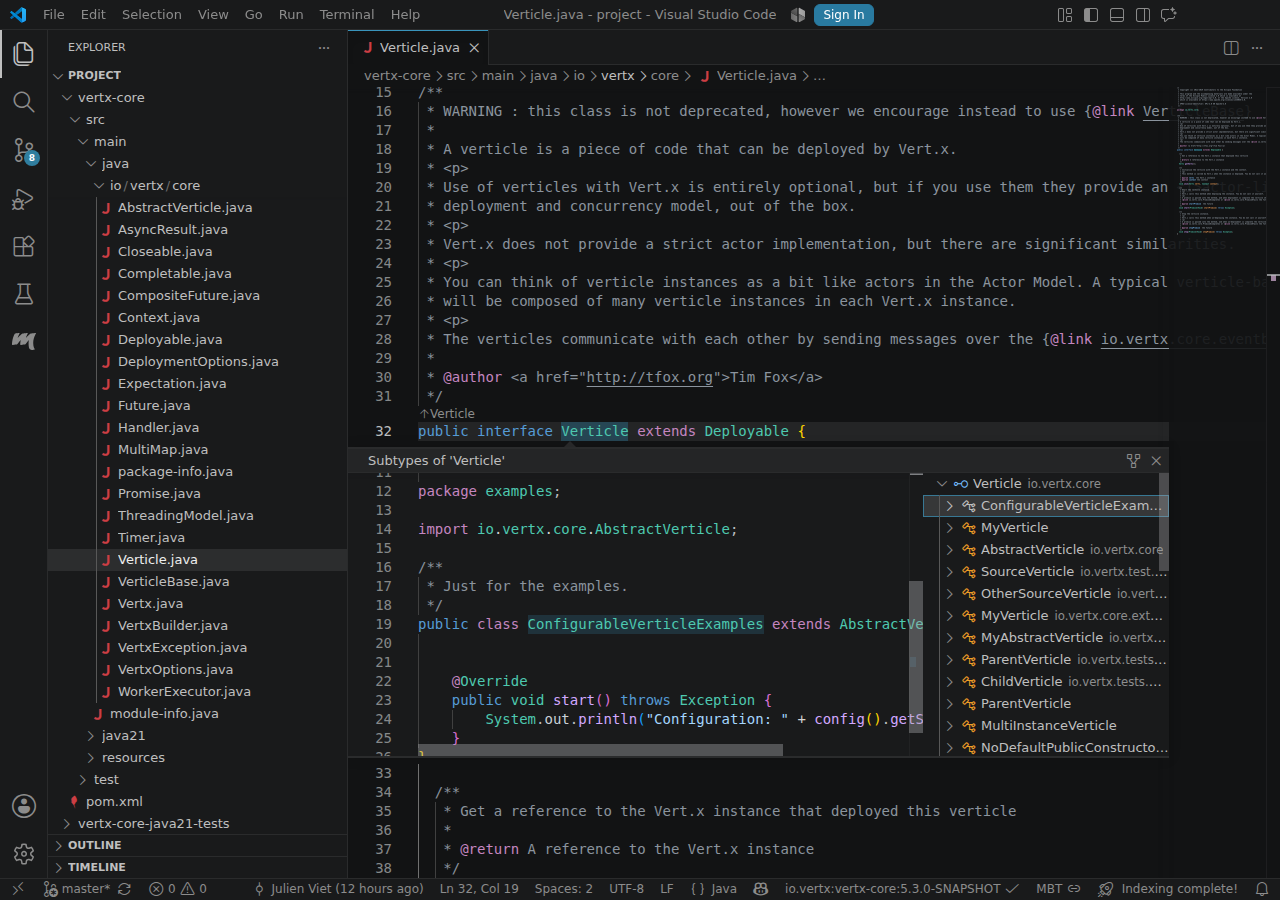 File Edit Selection View Go Run Terminal Help
Verticle.java - project - Visual Studio Code
Sign In
EXPLORER
PROJECT
vertx-core
src
main
java
io/vertx/core
AbstractVerticle.java
AsyncResult.java
Closeable.java
Completable.java
CompositeFuture.java
Context.java
Deployable.java
DeploymentOptions.java
Expectation.java
Future.java
Handler.java
MultiMap.java
package-info.java
Promise.java
ThreadingModel.java
Timer.java
Verticle.java
VerticleBase.java
Vertx.java
VertxBuilder.java
VertxException.java
VertxOptions.java
WorkerExecutor.java
module-info.java
java21
resources
test
pom.xml
vertx-core-java21-tests
OUTLINE
TIMELINE
8
Verticle.java
vertx-core > src > main > java > io > vertx > core > Verticle.java > ...
15 /**
16 * WARNING : this class is not deprecated, however we encourage instead to use {@link Vert
17 *
18 * A verticle is a piece of code that can be deployed by Vert.x.
19 * <p>
20 * Use of verticles with Vert.x is entirely optional, but if you use them they provide an
21 * deployment and concurrency model, out of the box.
22 * <p>
23 * Vert.x does not provide a strict actor implementation, but there are significant similarities.
24 * <p>
25 * You can think of verticle instances as a bit like actors in the Actor Model. A typical verticle-ba
26 * will be composed of many verticle instances in each Vert.x instance.
27 * <p>
28 * The verticles communicate with each other by sending messages over the {@link io.vertx.core.eventb
29 *
30 * @author <a href="http://tfox.org">Tim Fox</a>
31 */
↑Verticle
32 public interface Verticle extends Deployable {
Subtypes of 'Verticle'
11
12 package examples;
13
14 import io.vertx.core.AbstractVerticle;
15
16 /**
17 * Just for the examples.
18 */
19 public class ConfigurableVerticleExamples extends AbstractVe
20
21
22 @Override
23 public void start() throws Exception {
24 System.out.println("Configuration: " + config().getS
25 }
26 }
Verticle io.vertx.core
ConfigurableVerticleExam...
MyVerticle
AbstractVerticle io.vertx.core
SourceVerticle io.vertx.test....
OtherSourceVerticle io.vert...
MyVerticle io.vertx.core.ext...
MyAbstractVerticle io.vertx...
ParentVerticle io.vertx.tests...
ChildVerticle io.vertx.tests....
ParentVerticle
MultiInstanceVerticle
NoDefaultPublicConstructo...
33
34 /**
35 * Get a reference to the Vert.x instance that deployed this verticle
36 *
37 * @return A reference to the Vert.x instance
38 */
master* 0 0 Julien Viet (12 hours ago) Ln 32, Col 19 Spaces: 2 UTF-8 LF {} Java io.vertx:vertx-core:5.3.0-SNAPSHOT MBT Indexing complete!